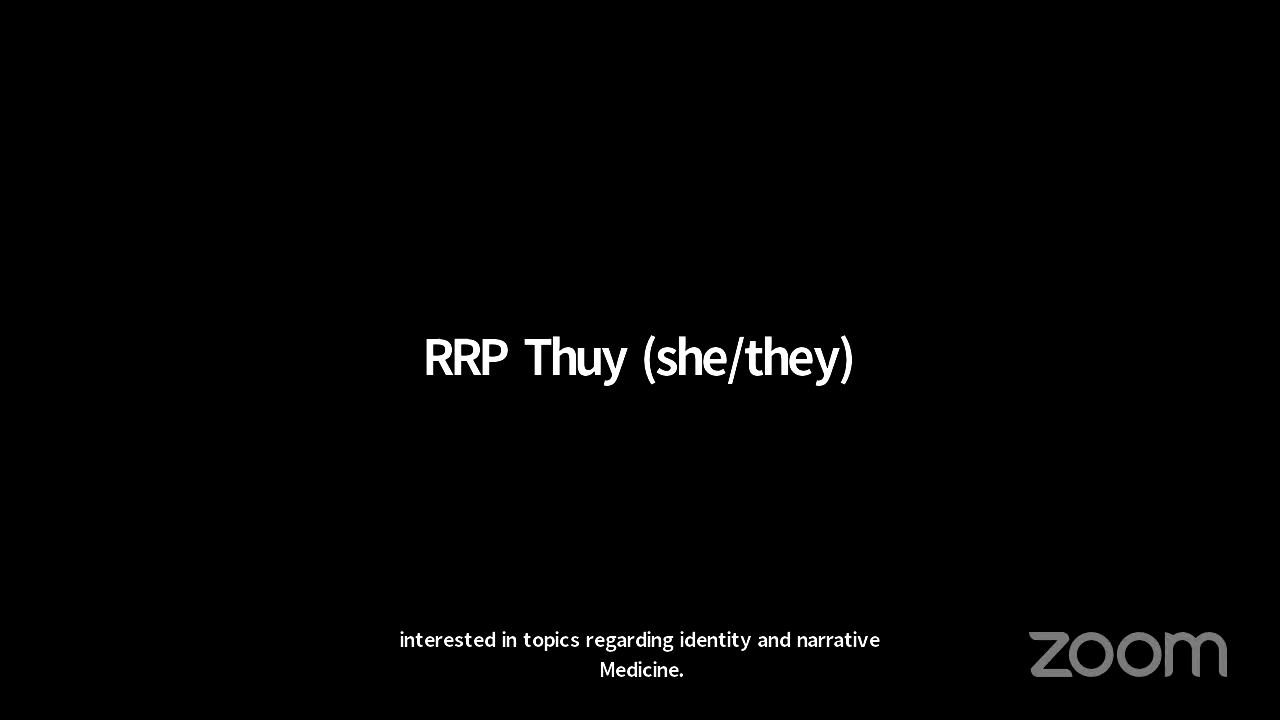 RRP Thuy (she/they)
interested in topics regarding identity and narrative
Medicine.
zoom